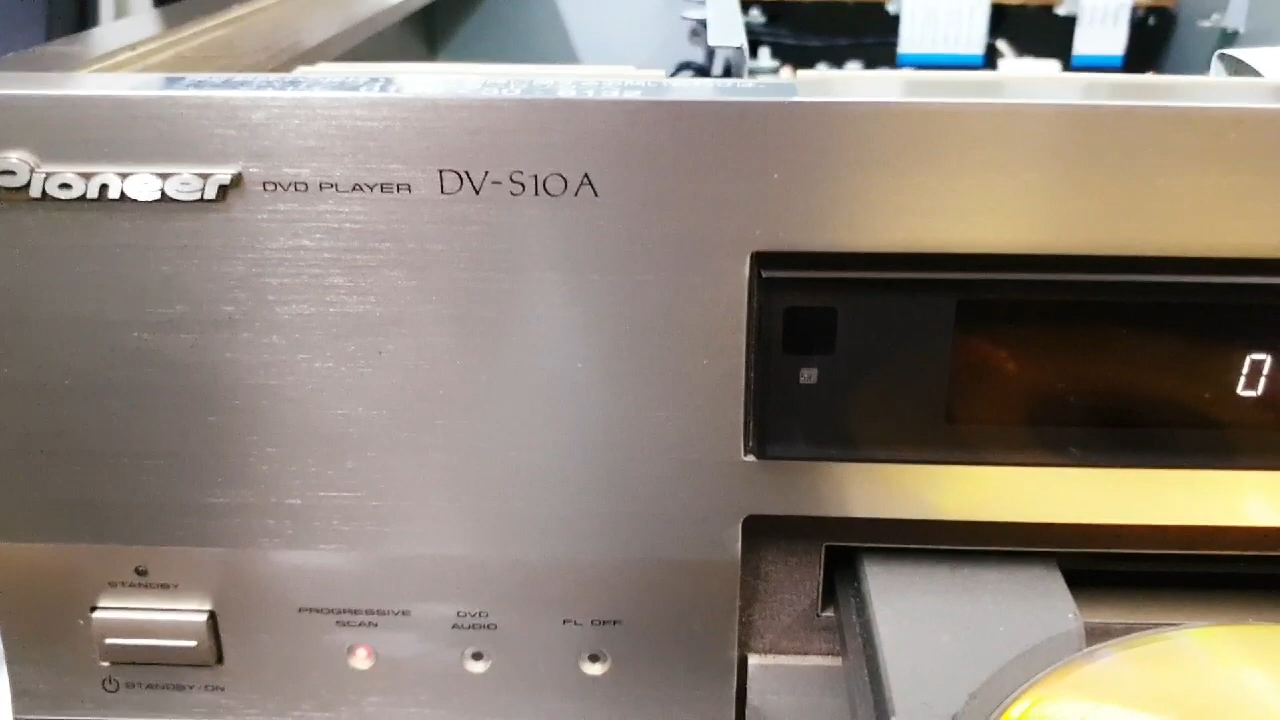 Pioneer DVD PLAYER DV-S10A
0
STANDBY
PROGRESSIVE SCAN
DVD AUDIO
FL OFF
STANDBY/ON